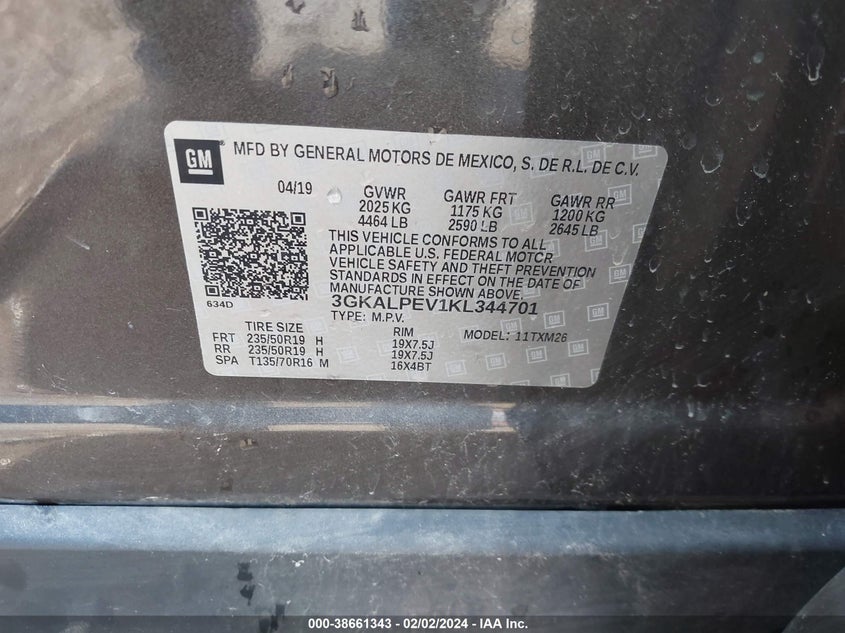 GM MFD BY GENERAL MOTORS DE MEXICO, S. DE R.L. DE C.V.
04/19 GVWR GAWR FRT GAWR RR
2025 KG 1175 KG 1200 KG
4464 LB 2590 LB 2645 LB
THIS VEHICLE CONFORMS TO ALL
APPLICABLE U.S. FEDERAL MOTOR
VEHICLE SAFETY AND THEFT PREVENTION
STANDARDS IN EFFECT ON THE DATE OF
MANUFACTURE SHOWN ABOVE.
634D 3GKALPEV1KL344701
TYPE: M.P.V. MODEL: 11TXM26
TIRE SIZE RIM
FRT 235/50R19 H 19X7.5J
RR 235/50R19 H 19X7.5J
SPA T135/70R16 M 16X4BT
000-38661343 — 02/02/2024 — IAA Inc.